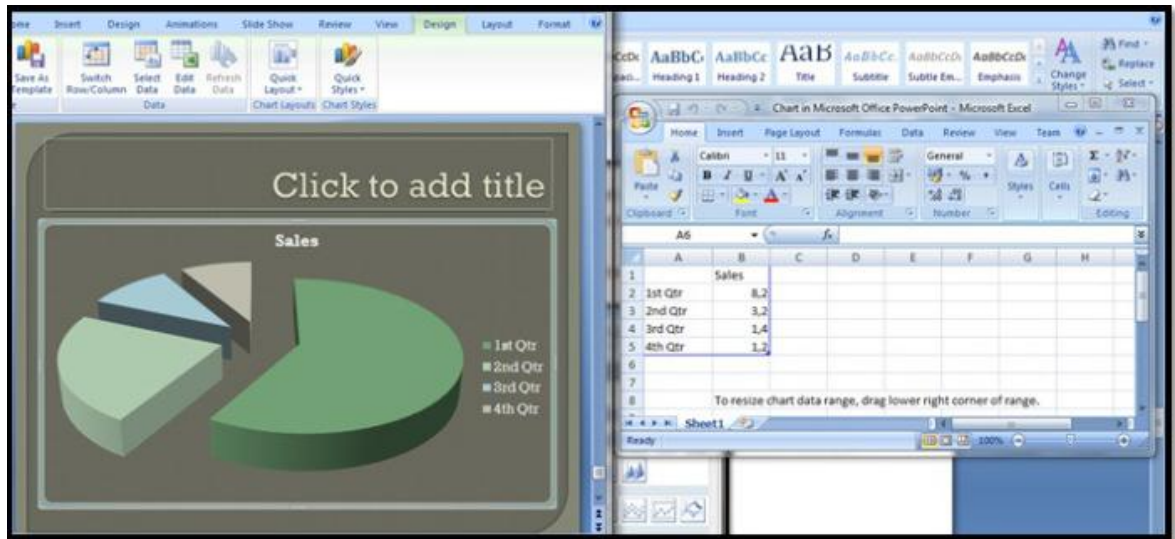 Insert Design Animations Slide Show Review View Design Layout Format
Save As Template Switch Row/Column Select Data Edit Data Refresh Data Quick Layout Quick Styles
Data Chart Layouts Chart Styles
Click to add title
Sales
1st Qtr
2nd Qtr
3rd Qtr
4th Qtr
AaBbC AaBbCc AaB AaBbCc AaBbCcDc AaBbCcDc
Heading 1 Heading 2 Title Subtitle Subtle Em... Emphasis Change Styles
Find
Replace
Select
Chart in Microsoft Office PowerPoint - Microsoft Excel
Home Insert Page Layout Formulas Data Review View Team
Paste Calibri 11 General Styles Cells
B I U A A
% Σ
Clipboard Font Alignment Number Editing
A6 fx
A B C D E F G H
1 Sales
2 1st Qtr 8,2
3 2nd Qtr 3,2
4 3rd Qtr 1,4
5 4th Qtr 1,2
6
7
8 To resize chart data range, drag lower right corner of range.
Sheet1
Ready 100%